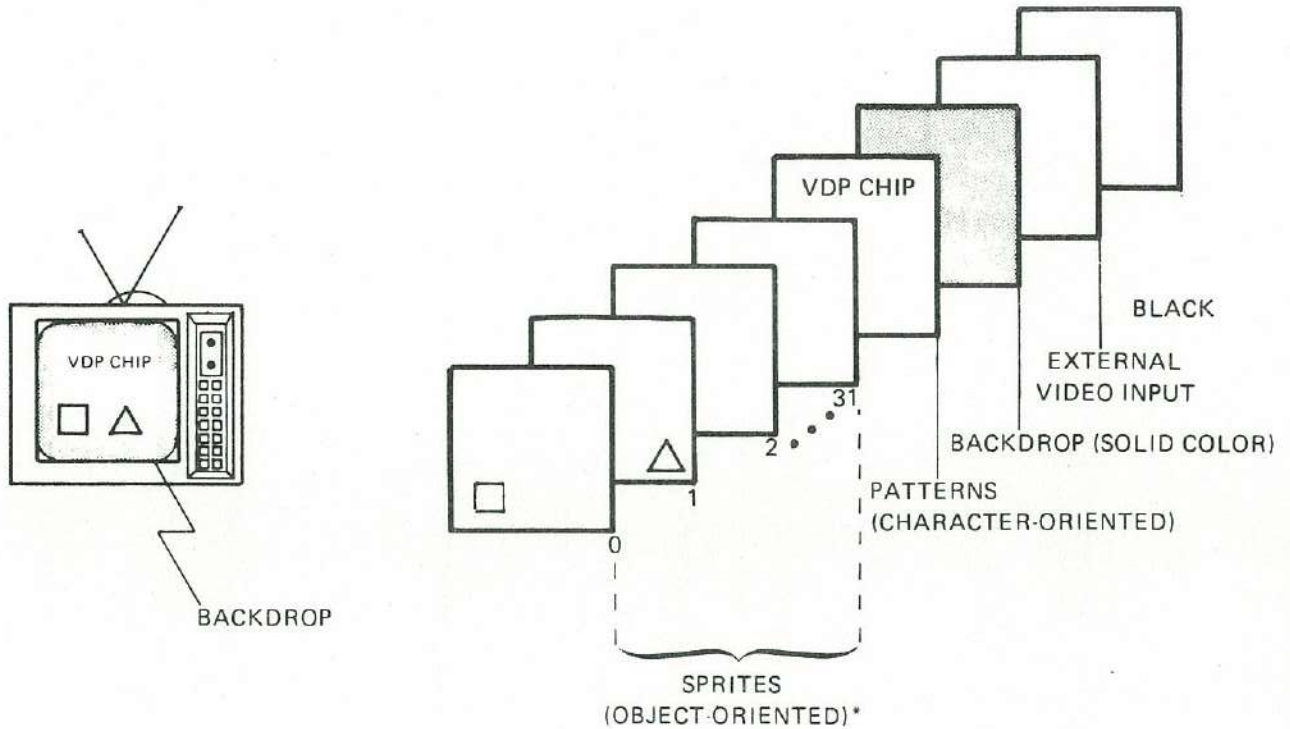 VDP CHIP
BACKDROP
VDP CHIP
BLACK
EXTERNAL
VIDEO INPUT
BACKDROP (SOLID COLOR)
PATTERNS
(CHARACTER-ORIENTED)
31
2
1
0
SPRITES
(OBJECT-ORIENTED)*